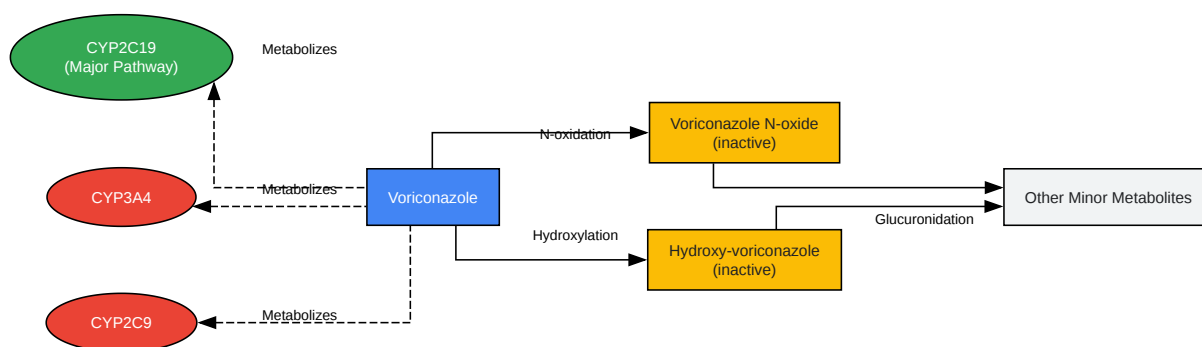 CYP2C19
(Major Pathway)
Metabolizes
N-oxidation
Voriconazole N-oxide
(inactive)
CYP3A4
Metabolizes
Voriconazole
Other Minor Metabolites
Hydroxylation
Glucuronidation
Hydroxy-voriconazole
(inactive)
CYP2C9
Metabolizes